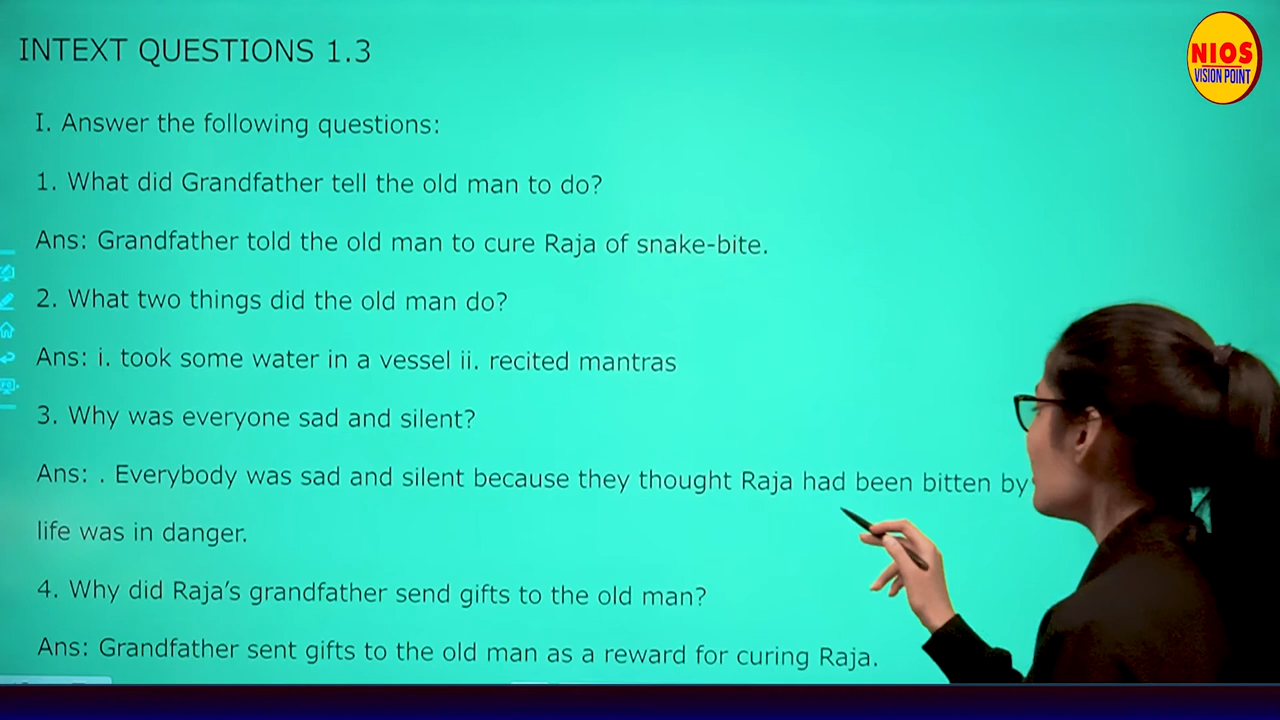 INTEXT QUESTIONS 1.3
NIOS
VISION POINT
I. Answer the following questions:
1. What did Grandfather tell the old man to do?
Ans: Grandfather told the old man to cure Raja of snake-bite.
2. What two things did the old man do?
Ans: i. took some water in a vessel ii. recited mantras
3. Why was everyone sad and silent?
Ans: . Everybody was sad and silent because they thought Raja had been bitten by
life was in danger.
4. Why did Raja’s grandfather send gifts to the old man?
Ans: Grandfather sent gifts to the old man as a reward for curing Raja.